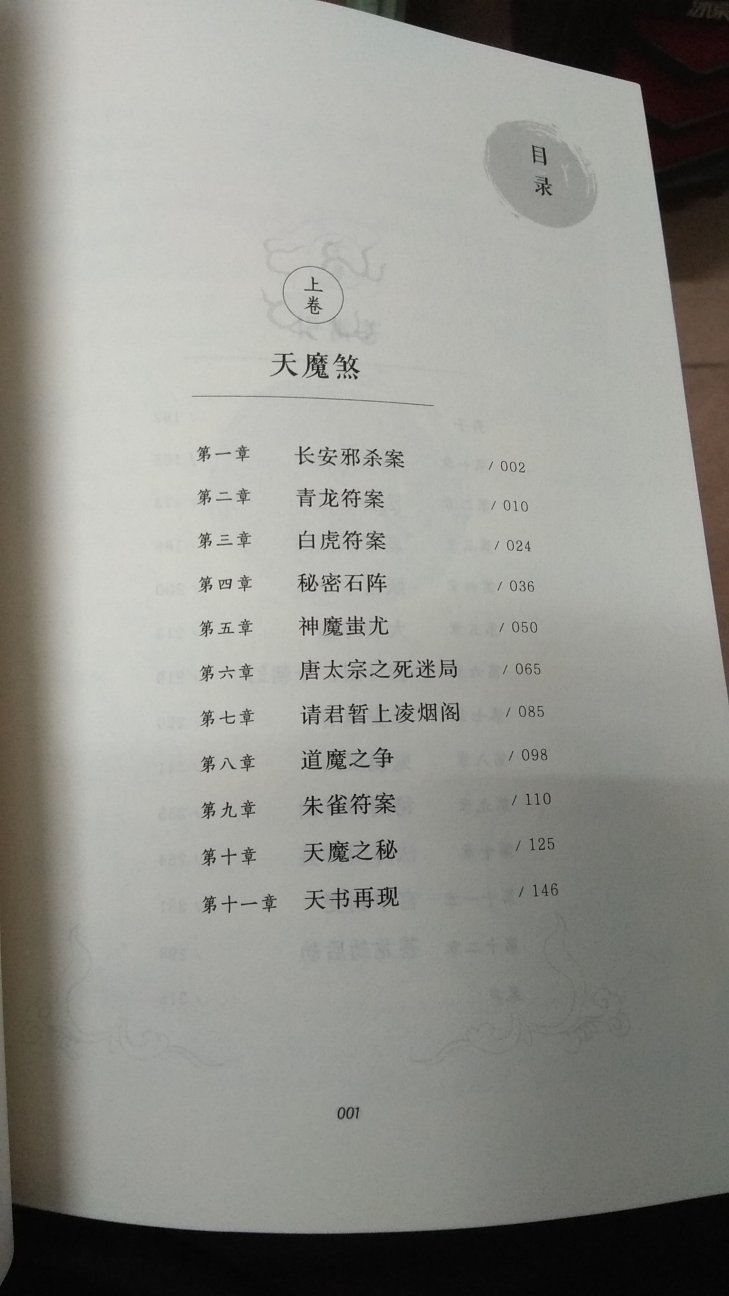 目录
上卷
天魔煞
第一章 长安邪杀案 / 002
第二章 青龙符案 / 010
第三章 白虎符案 / 024
第四章 秘密石阵 / 036
第五章 神魔蚩尤 / 050
第六章 唐太宗之死迷局 / 065
第七章 请君暂上凌烟阁 / 085
第八章 道魔之争 / 098
第九章 朱雀符案 / 110
第十章 天魔之秘 / 125
第十一章 天书再现 / 146
001